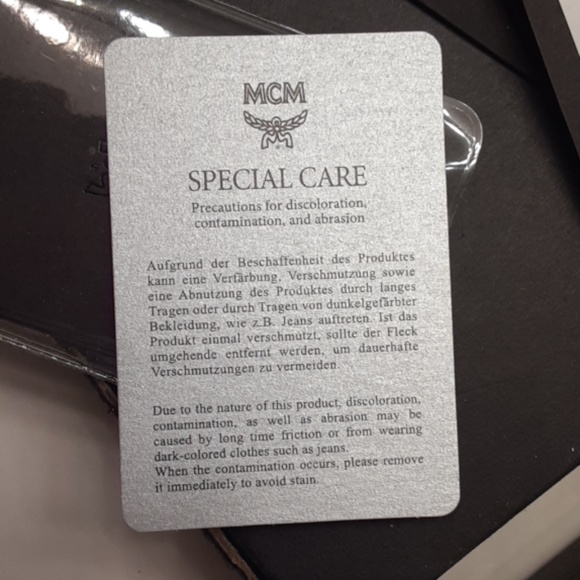 MCM
SPECIAL CARE
Precautions for discoloration,
contamination, and abrasion
Aufgrund der Beschaffenheit des Produktes
kann eine Verfärbung, Verschmutzung sowie
eine Abnutzung des Produktes durch langes
Tragen oder durch Tragen von dunkelgefärbter
Bekleidung, wie z.B. Jeans auftreten. Ist das
Produkt einmal verschmutzt, sollte der Fleck
umgehende entfernt werden, um dauerhafte
Verschmutzungen zu vermeiden.
Due to the nature of this product, discoloration,
contamination, as well as abrasion may be
caused by long time friction or from wearing
dark-colored clothes such as jeans.
When the contamination occurs, please remove
it immediately to avoid stain.